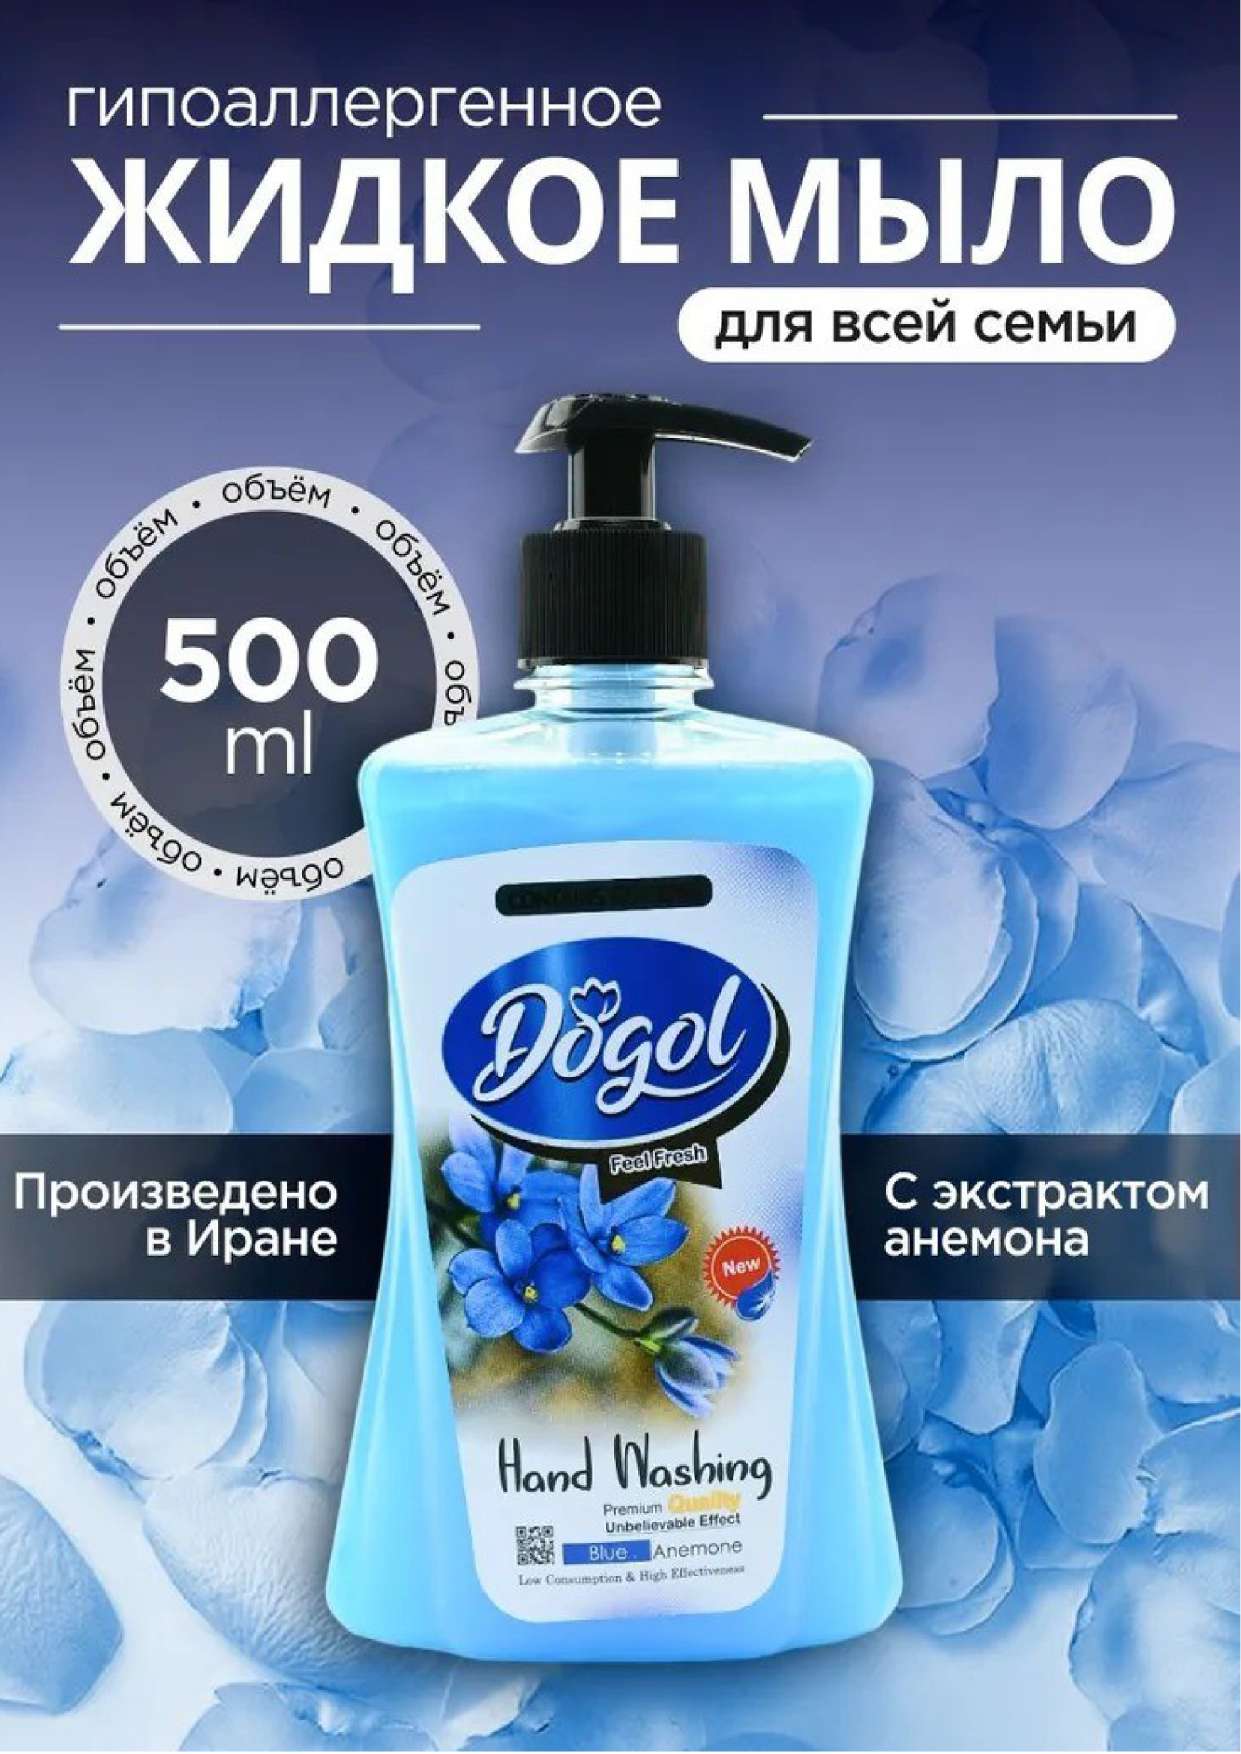 гипоаллергенное
ЖИДКОЕ МЫЛО
для всей семьи
объём • объём • объём • объём • объём • объём • объём • объ
500
ml
Dogol
Feel Fresh
Произведено
в Иране
С экстрактом
анемона
New
Hand Washing
Premium Quality
Unbelievable Effect
Blue Anemone
Low Consumption & High Effectiveness